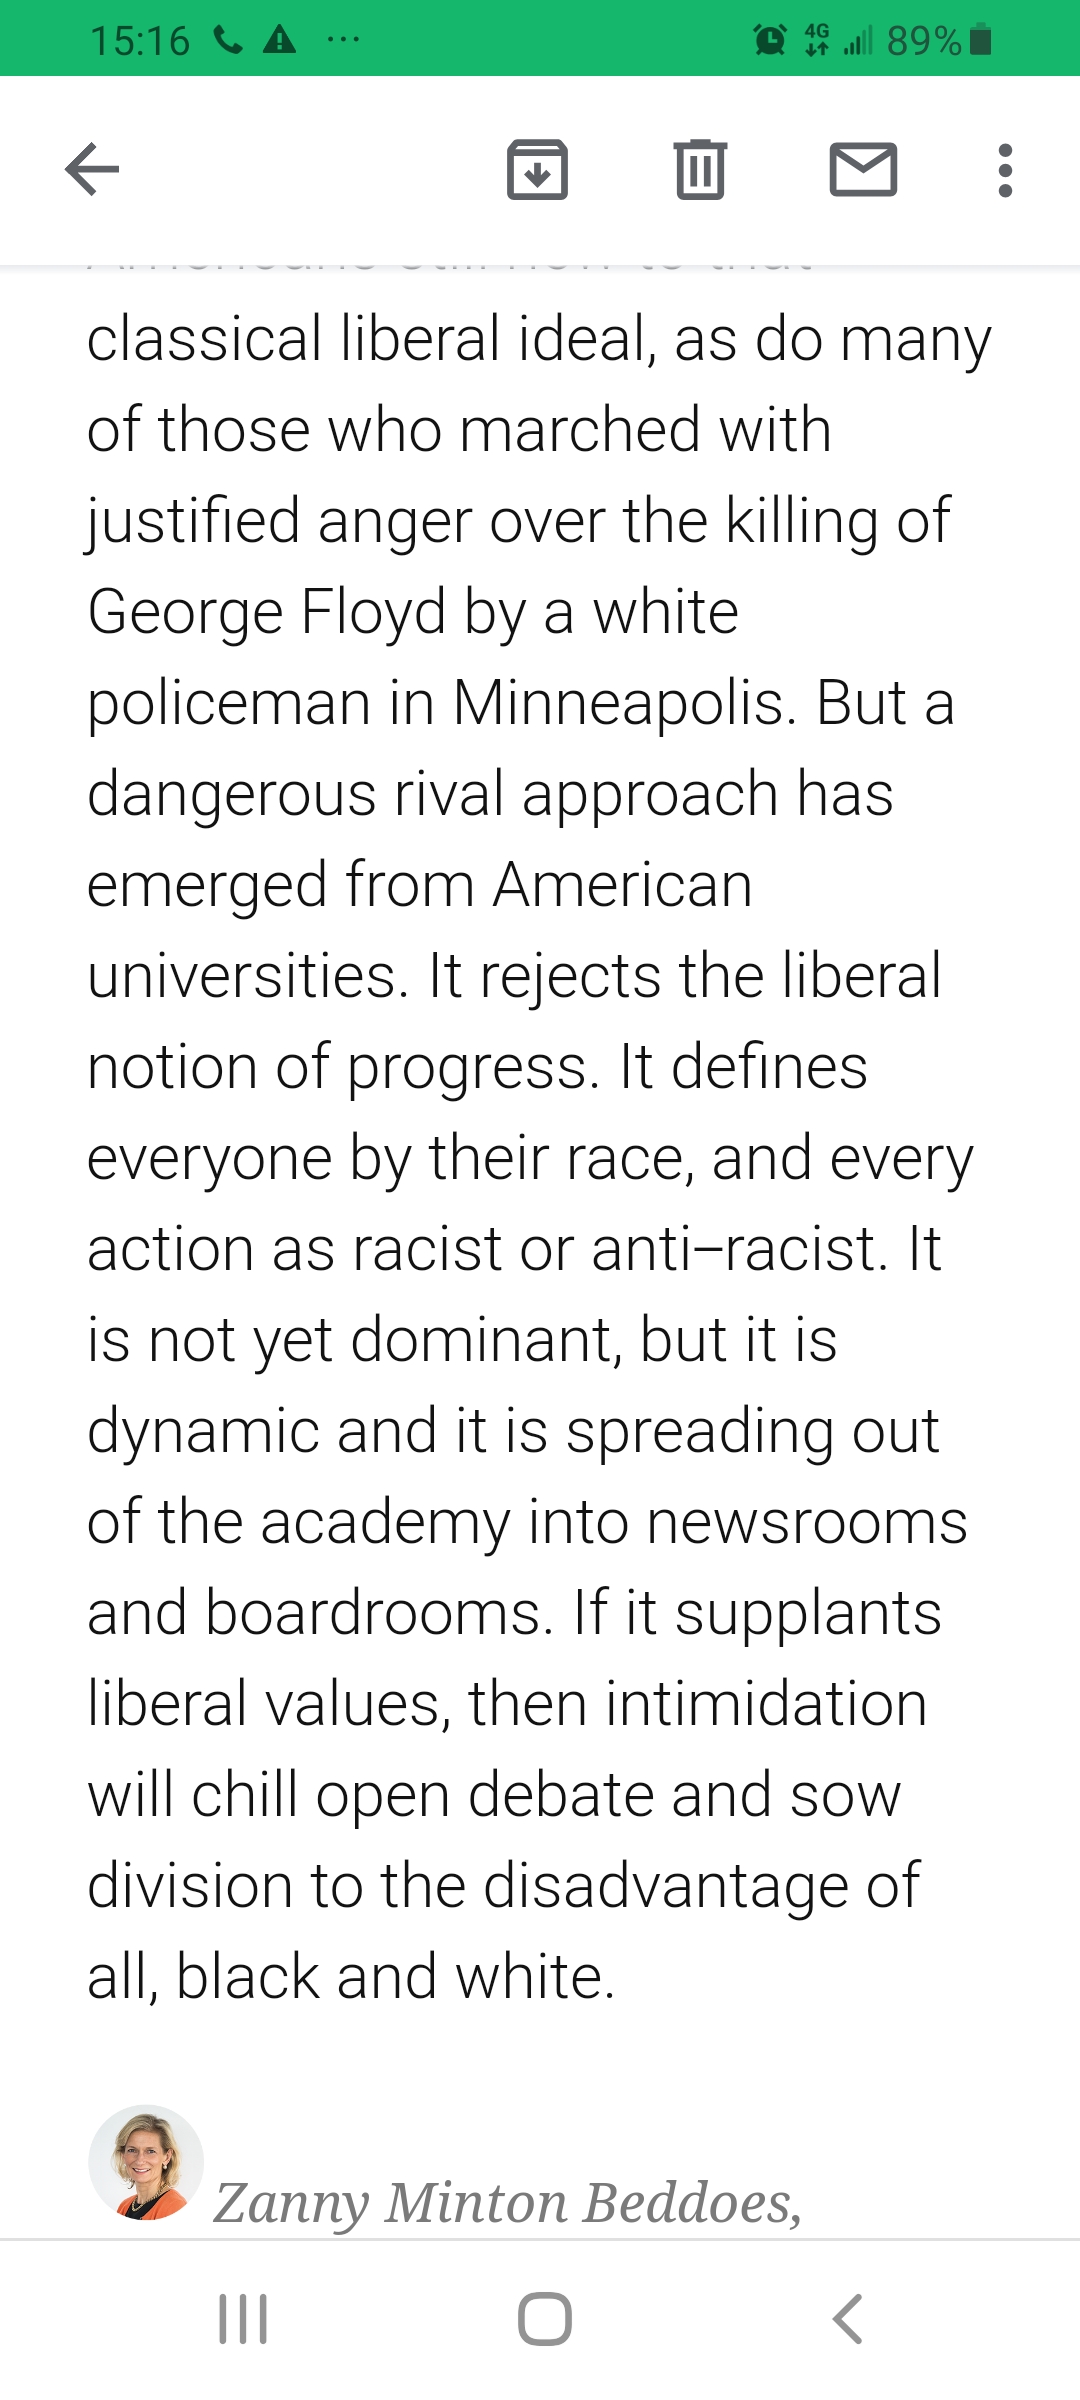 15:16 ... 4G 89%
classical liberal ideal, as do many
of those who marched with
justified anger over the killing of
George Floyd by a white
policeman in Minneapolis. But a
dangerous rival approach has
emerged from American
universities. It rejects the liberal
notion of progress. It defines
everyone by their race, and every
action as racist or anti–racist. It
is not yet dominant, but it is
dynamic and it is spreading out
of the academy into newsrooms
and boardrooms. If it supplants
liberal values, then intimidation
will chill open debate and sow
division to the disadvantage of
all, black and white.
Zanny Minton Beddoes,